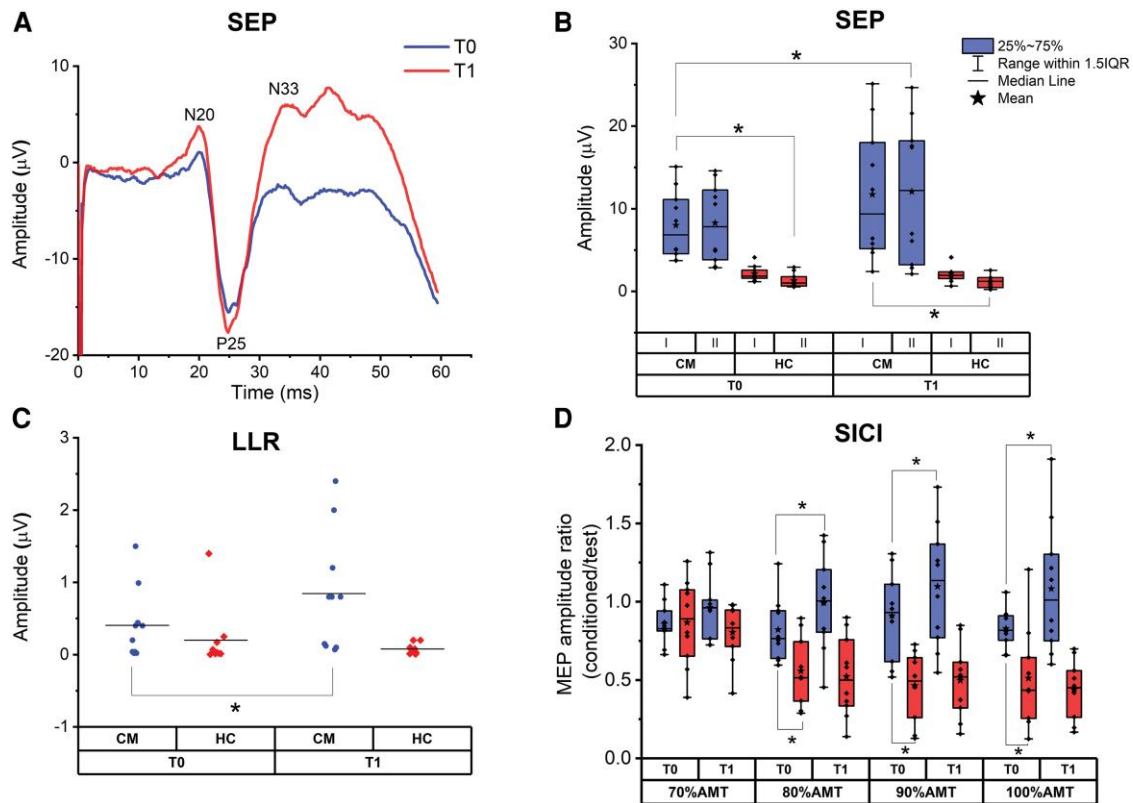 A
SEP
T0
T1
N20
N33
P25
10
0
-10
-20
Amplitude (μV)
0 10 20 30 40 50 60
Time (ms)
B
SEP
25%~75%
Range within 1.5IQR
Median Line
Mean
*
*
*
30
20
10
0
Amplitude (μV)
I II I II I II I II
CM HC CM HC
T0 T1
C
LLR
3
2
1
0
-1
Amplitude (μV)
*
CM HC CM HC
T0 T1
D
SICI
2.0
1.5
1.0
0.5
0.0
MEP amplitude ratio
(conditioned/test)
*
*
*
*
*
*
T0 T1 T0 T1 T0 T1 T0 T1
70%AMT 80%AMT 90%AMT 100%AMT